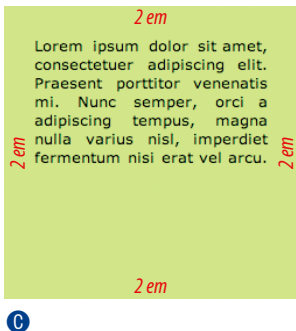 2 em
Lorem ipsum dolor sit amet,
consectetuer adipiscing elit.
Praesent porttitor venenatis
mi. Nunc semper, orci a
adipiscing tempus, magna
nulla varius nisl, imperdiet
fermentum nisi erat vel arcu.
2 em
2 em
2 em
C